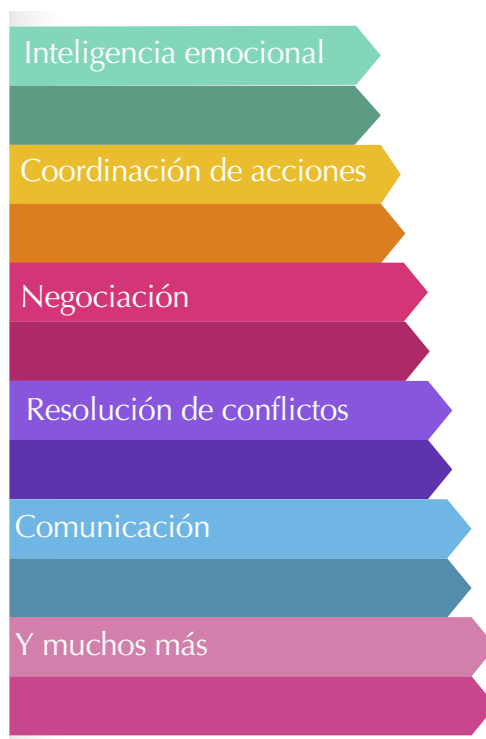 Inteligencia emocional
Coordinación de acciones
Negociación
Resolución de conflictos
Comunicación
Y muchos más